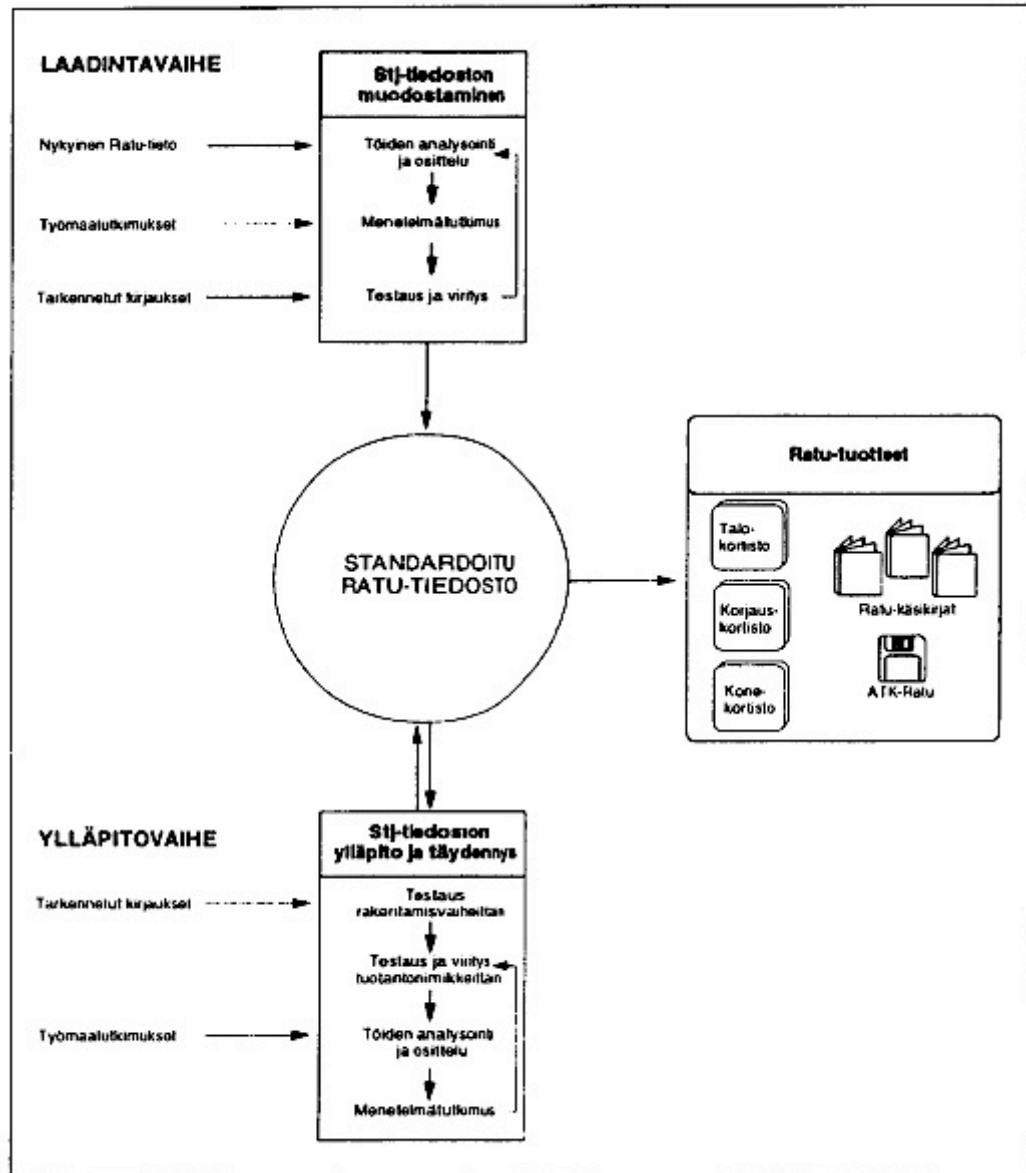 LAADINTAVAIHE
Stj-tiedoston
muodostaminen
Nykyinen Ratu-tieto
Töiden analysointi
ja osittelu
Työmaatutkimukset
Menetelmätutkimus
Tarkennetut kirjaukset
Testaus ja viritys
STANDARDOITU
RATU-TIEDOSTO
Ratu-tuotteet
Talo-
kortisto
Korjaus-
kortisto
Kone-
kortisto
Ratu-käsikirjat
ATK-Ratu
YLLÄPITOVAIHE
Stj-tiedoston
ylläpito ja täydennys
Tarkennetut kirjaukset
Testaus
rakentamisvaiheittan
Testaus ja viritys
tuotantonimikkeittan
Työmaatutkimukset
Töiden analysointi
ja osittelu
Menetelmätutkimus